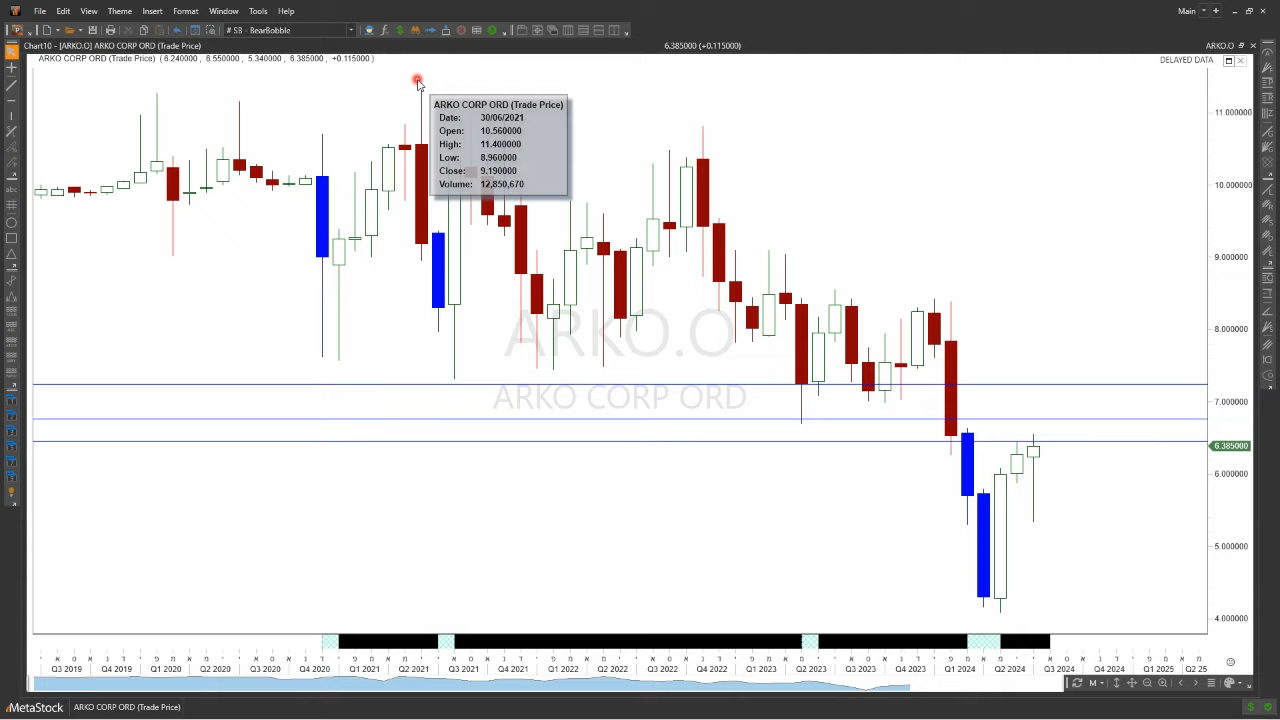 File Edit View Theme Insert Format Window Tools Help
Main
# SB - BearBobble
Chart10 - [ARKO.O] ARKO CORP ORD (Trade Price)
6.385000 (+0.115000)
ARKO.O
ARKO CORP ORD (Trade Price) ( 6.240000 , 6.550000 , 5.340000 , 6.385000 , +0.115000 )
DELAYED DATA
ARKO CORP ORD (Trade Price)
Date: 30/06/2021
Open: 10.560000
High: 11.400000
Low: 8.960000
Close: 9.190000
Volume: 12,850,670
11.000000
10.000000
9.000000
8.000000
7.000000
6.385000
6.000000
5.000000
4.000000
ARKO.O
ARKO CORP ORD
Q3 2019 Q4 2019 Q1 2020 Q2 2020 Q3 2020 Q4 2020 Q1 2021 Q2 2021 Q3 2021 Q4 2021 Q1 2022 Q2 2022 Q3 2022 Q4 2022 Q1 2023 Q2 2023 Q3 2023 Q4 2023 Q1 2024 Q2 2024 Q3 2024 Q4 2024 Q1 2025 Q2 25
M
MetaStock
ARKO CORP ORD (Trade Price)